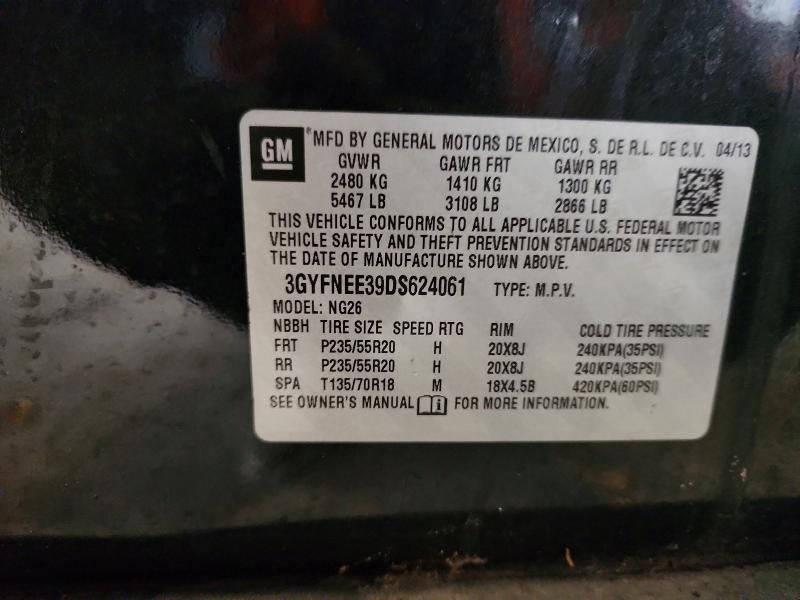 GM ®MFD BY GENERAL MOTORS DE MEXICO, S. DE R.L. DE C.V. 04/13
GVWR GAWR FRT GAWR RR
2480 KG 1410 KG 1300 KG
5467 LB 3108 LB 2866 LB
THIS VEHICLE CONFORMS TO ALL APPLICABLE U.S. FEDERAL MOTOR
VEHICLE SAFETY AND THEFT PREVENTION STANDARDS IN EFFECT ON
THE DATE OF MANUFACTURE SHOWN ABOVE.
3GYFNEE39DS624061 TYPE: M.P.V.
MODEL: NG26
NBBH TIRE SIZE SPEED RTG RIM COLD TIRE PRESSURE
FRT P235/55R20 H 20X8J 240KPA(35PSI)
RR P235/55R20 H 20X8J 240KPA(35PSI)
SPA T135/70R18 M 18X4.5B 420KPA(60PSI)
SEE OWNER'S MANUAL i FOR MORE INFORMATION.